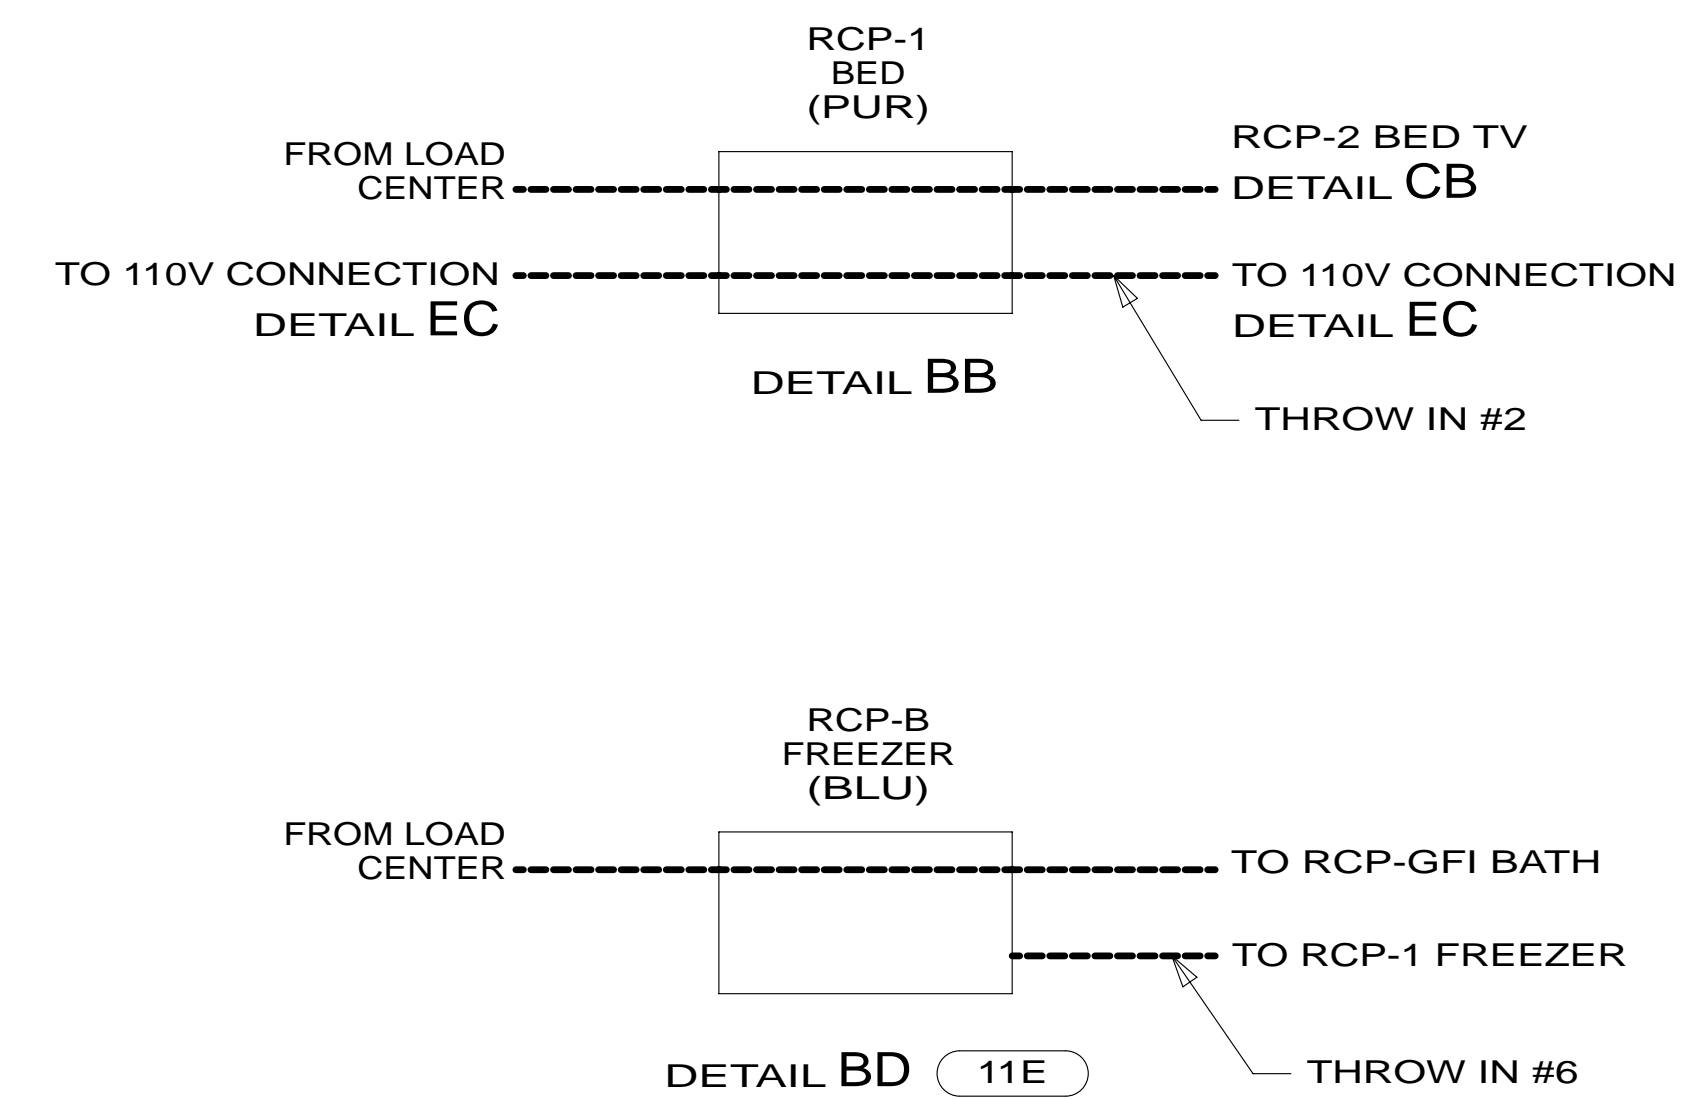 RCP-1
BED
(PUR)
FROM LOAD
CENTER
RCP-2 BED TV
DETAIL CB
TO 110V CONNECTION
DETAIL EC
TO 110V CONNECTION
DETAIL EC
DETAIL BB
THROW IN #2
RCP-B
FREEZER
(BLU)
FROM LOAD
CENTER
TO RCP-GFI BATH
TO RCP-1 FREEZER
DETAIL BD
11E
THROW IN #6